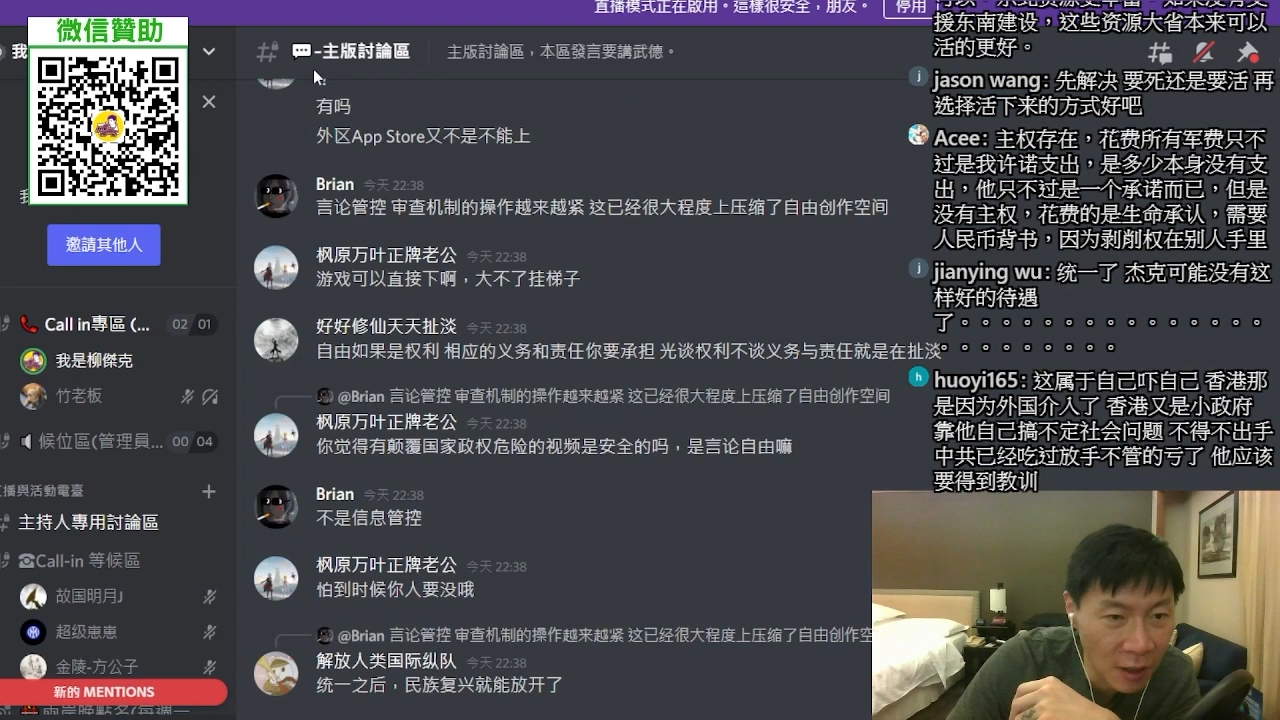 直播模式正在啟用。這樣很安全，朋友。
停用
微信贊助
我
邀請其他人
Call in專區 (...
02 01
我是柳傑克
竹老板
候位區(管理員...
00 04
直播與活動電臺
主持人專用討論區
☎Call-in 等候區
故国明月J
超级崽崽
金陵-方公子
新的 MENTIONS
-主版討論區
主版討論區，本區發言要講武德。
有吗
外区App Store又不是不能上
Brian 今天 22:38
言论管控 审查机制的操作越来越紧 这已经很大程度上压缩了自由创作空间
枫原万叶正牌老公 今天 22:38
游戏可以直接下啊，大不了挂梯子
好好修仙天天扯淡 今天 22:38
自由如果是权利 相应的义务和责任你要承担 光谈权利不谈义务与责任就是在扯淡
@Brian 言论管控 审查机制的操作越来越紧 这已经很大程度上压缩了自由创作空间
枫原万叶正牌老公 今天 22:38
你觉得有颠覆国家政权危险的视频是安全的吗，是言论自由嘛
Brian 今天 22:38
不是信息管控
枫原万叶正牌老公 今天 22:38
怕到时候你人要没哦
@Brian 言论管控 审查机制的操作越来越紧 这已经很大程度上压缩了自由创作空
解放人类国际纵队 今天 22:38
统一之后，民族复兴就能放开了
援东南建设，这些资源大省本来可以
活的更好。
jason wang: 先解决 要死还是要活 再
选择活下来的方式好吧
Acee: 主权存在，花费所有军费只不
过是我许诺支出，是多少本身没有支
出，他只不过是一个承诺而已，但是
没有主权，花费的是生命承认，需要
人民币背书，因为剥削权在别人手里
jianying wu: 统一了 杰克可能没有这
样好的待遇
了。。。。。。。。。。。。。。。
。。。。。。。。。
huoyi165: 这属于自己吓自己 香港那
是因为外国介人了 香港又是小政府
靠他自己搞不定社会问题 不得不出手
中共已经吃过放手不管的亏了 他应该
要得到教训